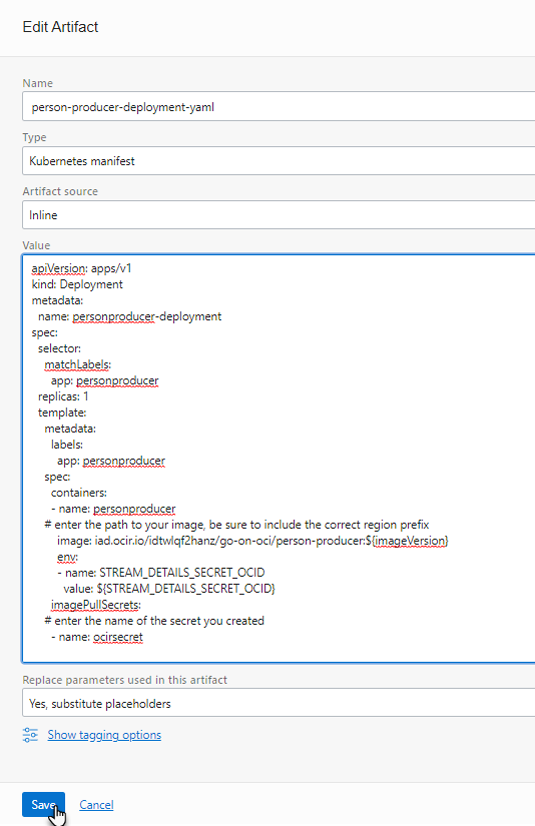 Edit Artifact
Name
person-producer-deployment-yaml
Type
Kubernetes manifest
Artifact source
Inline
Value
apiVersion: apps/v1
kind: Deployment
metadata:
  name: personproducer-deployment
spec:
  selector:
    matchLabels:
      app: personproducer
  replicas: 1
  template:
    metadata:
      labels:
        app: personproducer
    spec:
      containers:
      - name: personproducer
    # enter the path to your image, be sure to include the correct region prefix
        image: iad.ocir.io/idtwlqf2hanz/go-on-oci/person-producer:${imageVersion}
        env:
        - name: STREAM_DETAILS_SECRET_OCID
          value: ${STREAM_DETAILS_SECRET_OCID}
      imagePullSecrets:
    # enter the name of the secret you created
      - name: ocirsecret
Replace parameters used in this artifact
Yes, substitute placeholders
Show tagging options
Save
Cancel